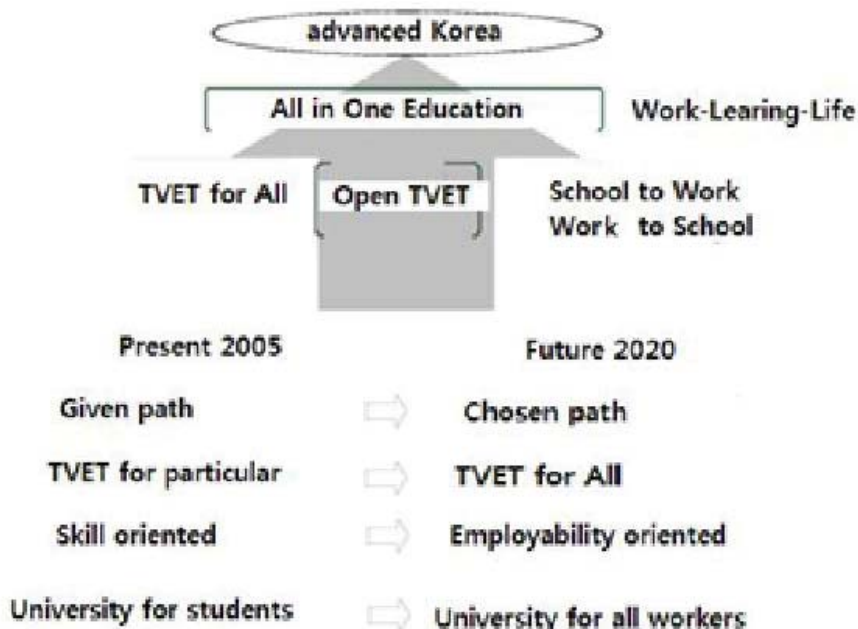 advanced Korea
All in One Education
Work-Learing-Life
TVET for All
Open TVET
School to Work
Work to School
Present 2005
Future 2020
Given path
Chosen path
TVET for particular
TVET for All
Skill oriented
Employability oriented
University for students
University for all workers